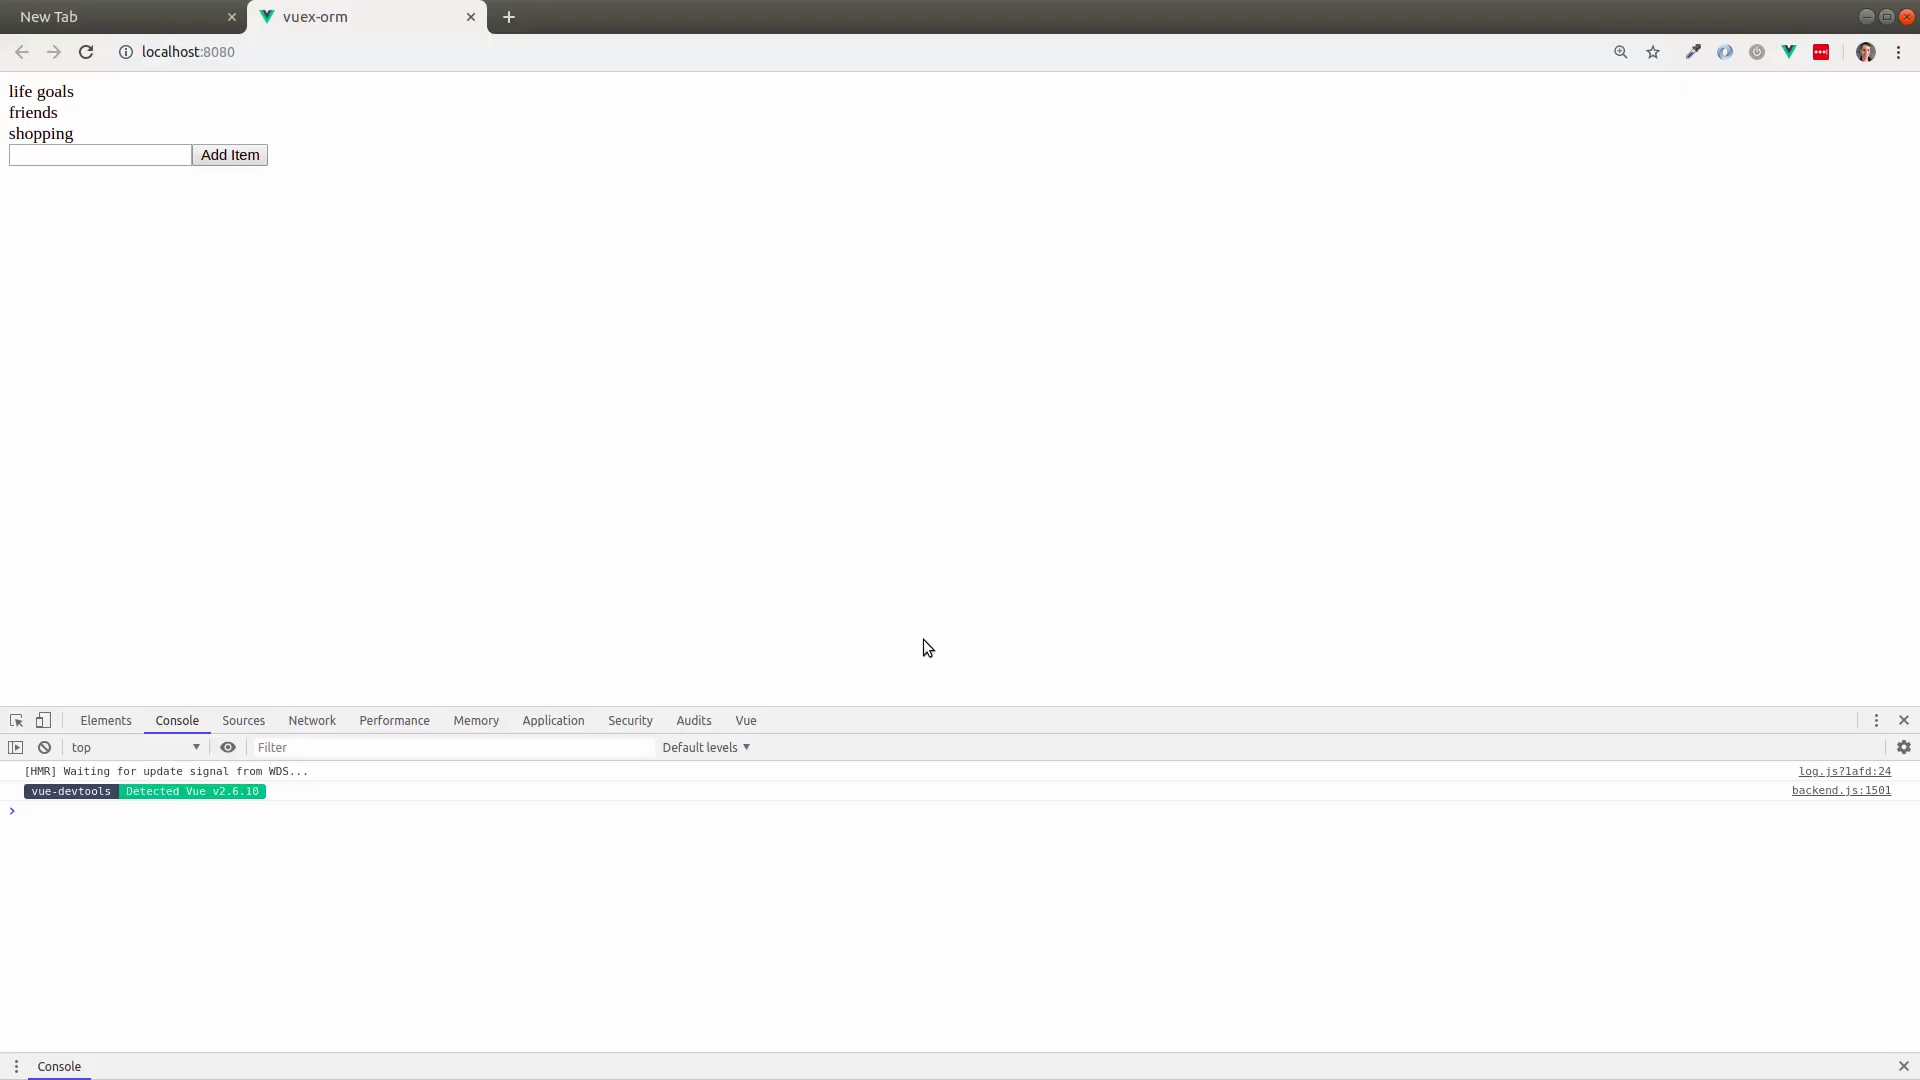 New Tab
vuex-orm
localhost:8080
life goals
friends
shopping
Add Item
Elements Console Sources Network Performance Memory Application Security Audits Vue
top Filter Default levels
[HMR] Waiting for update signal from WDS... log.js?1afd:24
vue-devtools Detected Vue v2.6.10 backend.js:1501
Console